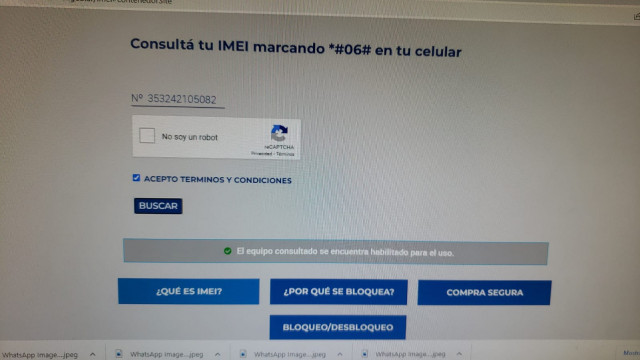 Consultá tu IMEI marcando *#06# en tu celular
Nº 353242105082
No soy un robot
reCAPTCHA
Privacidad - Términos
ACEPTO TERMINOS Y CONDICIONES
BUSCAR
El equipo consultado se encuentra habilitado para el uso.
¿QUÉ ES IMEI?
¿POR QUÉ SE BLOQUEA?
COMPRA SEGURA
BLOQUEO/DESBLOQUEO
WhatsApp Image....jpeg
WhatsApp Image....jpeg
WhatsApp Image....jpeg
WhatsApp Image....jpeg